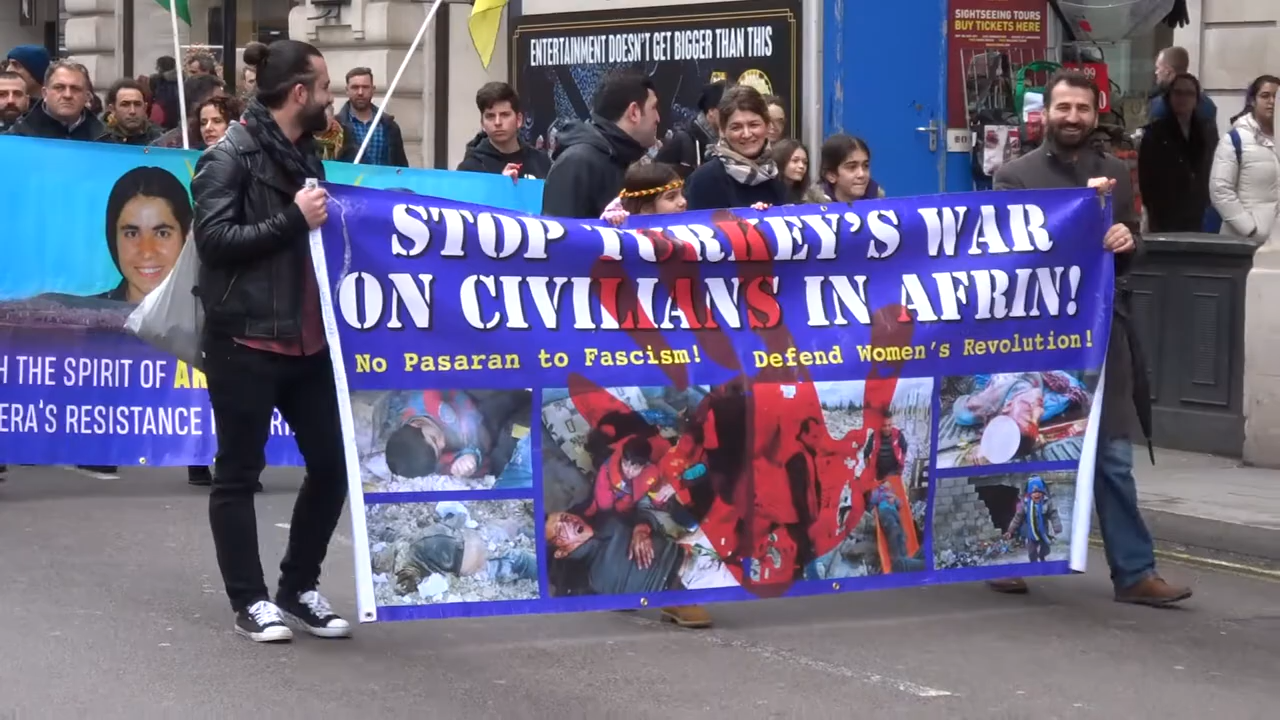 SIGHTSEEING TOURS
BUY TICKETS HERE
ENTERTAINMENT DOESN'T GET BIGGER THAN THIS
STOP TURKEY'S WAR
ON CIVILIANS IN AFRIN!
No Pasaran to Fascism! Defend Women's Revolution!
THE SPIRIT OF
RESISTANCE